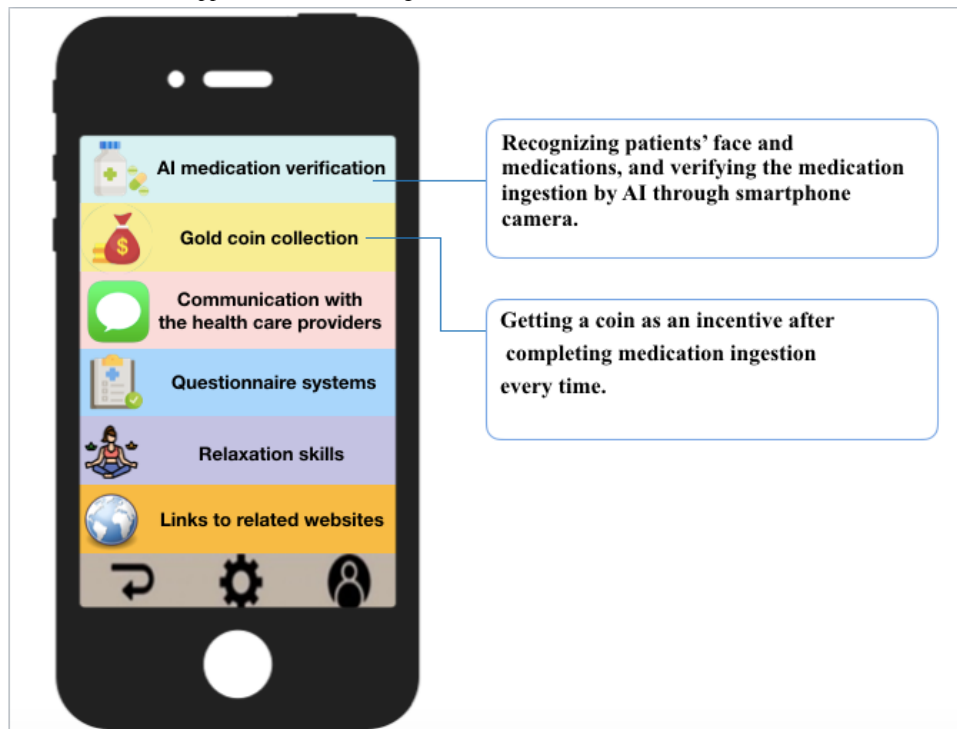 AI medication verification
Gold coin collection
Communication with
the health care providers
Questionnaire systems
Relaxation skills
Links to related websites
Recognizing patients’ face and
medications, and verifying the medication
ingestion by AI through smartphone
camera.
Getting a coin as an incentive after
completing medication ingestion
every time.